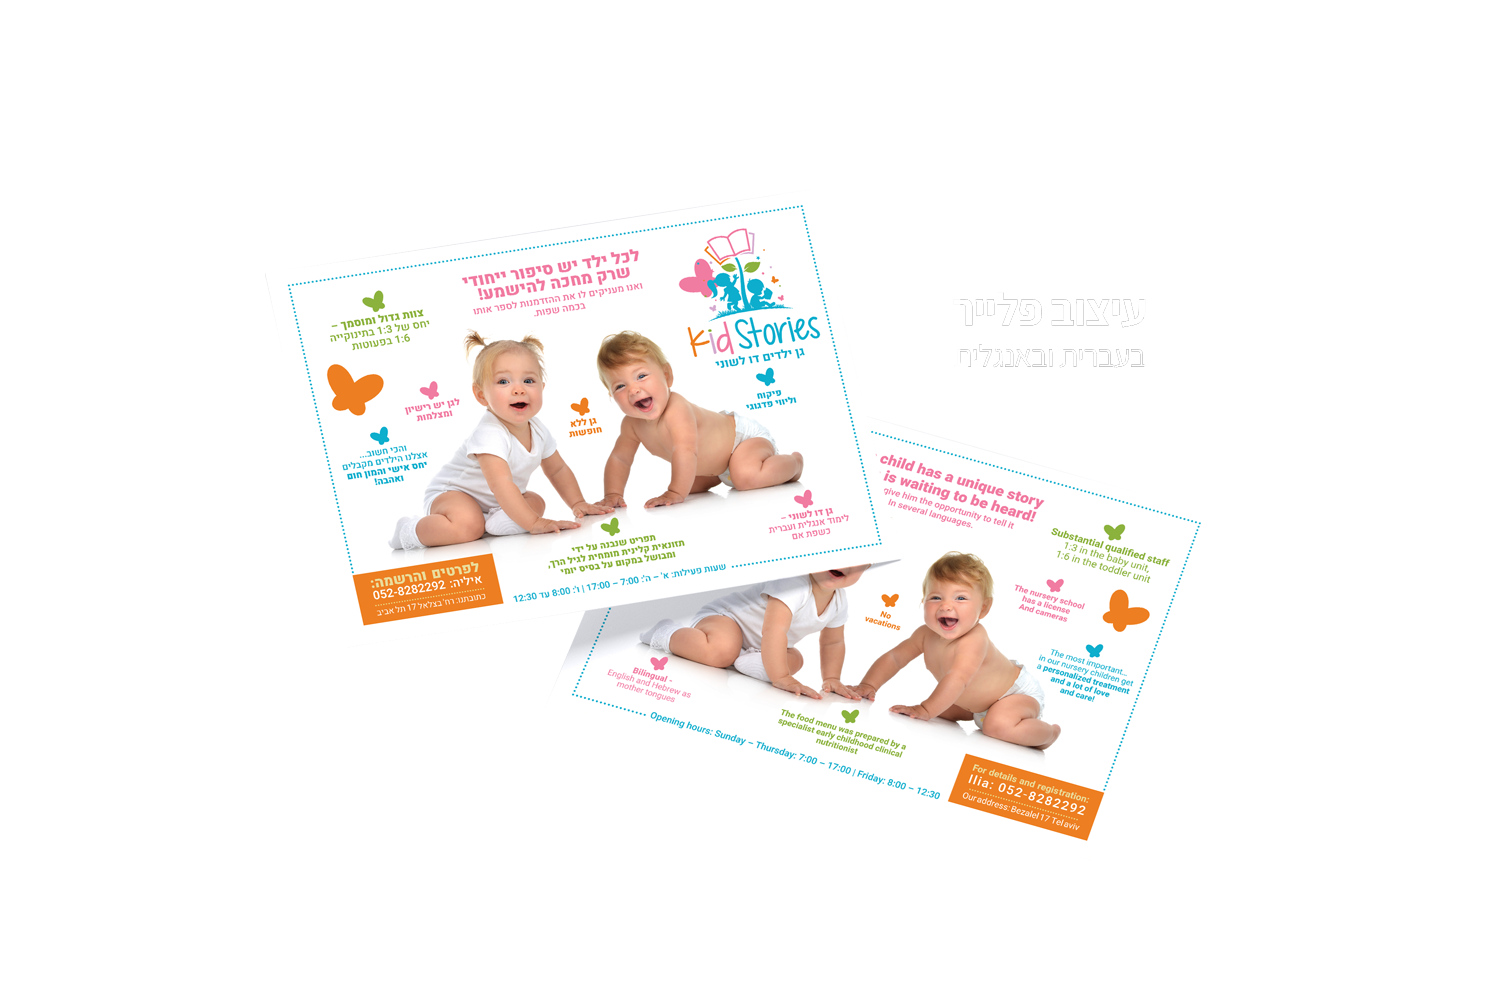 לכל ילד יש סיפור ייחודי
שרק מחכה להישמע!
ואנו מעניקים לו את ההזדמנות לספר אותו
בכמה שפות.
Kid Stories
גן ילדים דו לשוני
צוות גדול ומוסמך –
יחס של 1:3 בתינוקייה
1:6 בפעוטות
לגן יש רישיון
ומצלמות
והכי חשוב...
אצלנו הילדים מקבלים
יחס אישי והמון חום
ואהבה!
גן ללא
חופשות
פיקוח
וליווי פדגוגי
גן דו לשוני –
לימוד אנגלית ועברית
כשפת אם
תפריט שנבנה על ידי
תזונאית קלינית מומחית לגיל הרך,
ומבושל במקום על בסיס יומי
שעות פעילות: א' – ה': 7:00 – 17:00 | ו': 8:00 עד 12:30
לפרטים והרשמה:
איליה: 052-8282292
כתובתנו: רח' בצלאל 17 תל אביב
עיצוב פלייר
בעברית ובאנגלית
child has a unique story
is waiting to be heard!
give him the opportunity to tell it
In several languages.
Substantial qualified staff
1:3 in the baby unit,
1:6 in the toddler unit
The nursery school
has a license
And cameras
No
vacations
The most important...
in our nursery children get
a personalized treatment
and a lot of love
and care!
Bilingual -
English and Hebrew as
mother tongues
The food menu was prepared by a
specialist early childhood clinical
nutritionist
Opening hours: Sunday – Thursday: 7:00 – 17:00 | Friday: 8:00 – 12:30
For details and registration:
Ilia: 052-8282292
Our address: Bezalel 17 Tel aviv